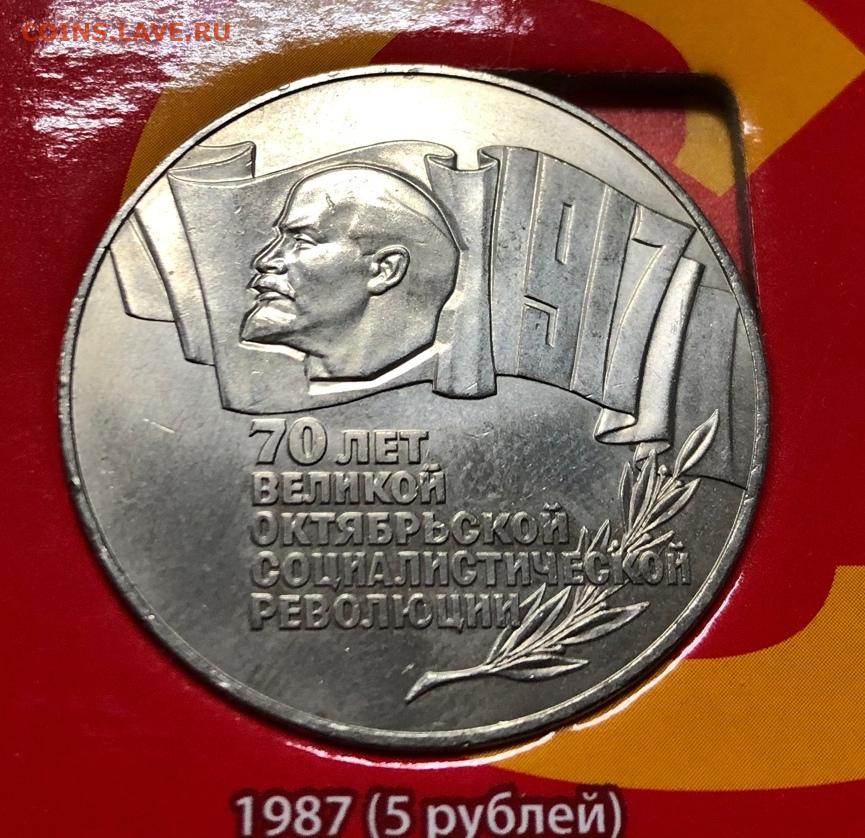 COINS.LAVE.RU
1917
70 ЛЕТ
ВЕЛИКОЙ
ОКТЯБРЬСКОЙ
СОЦИАЛИСТИЧЕСКОЙ
РЕВОЛЮЦИИ
1987 (5 рублей)